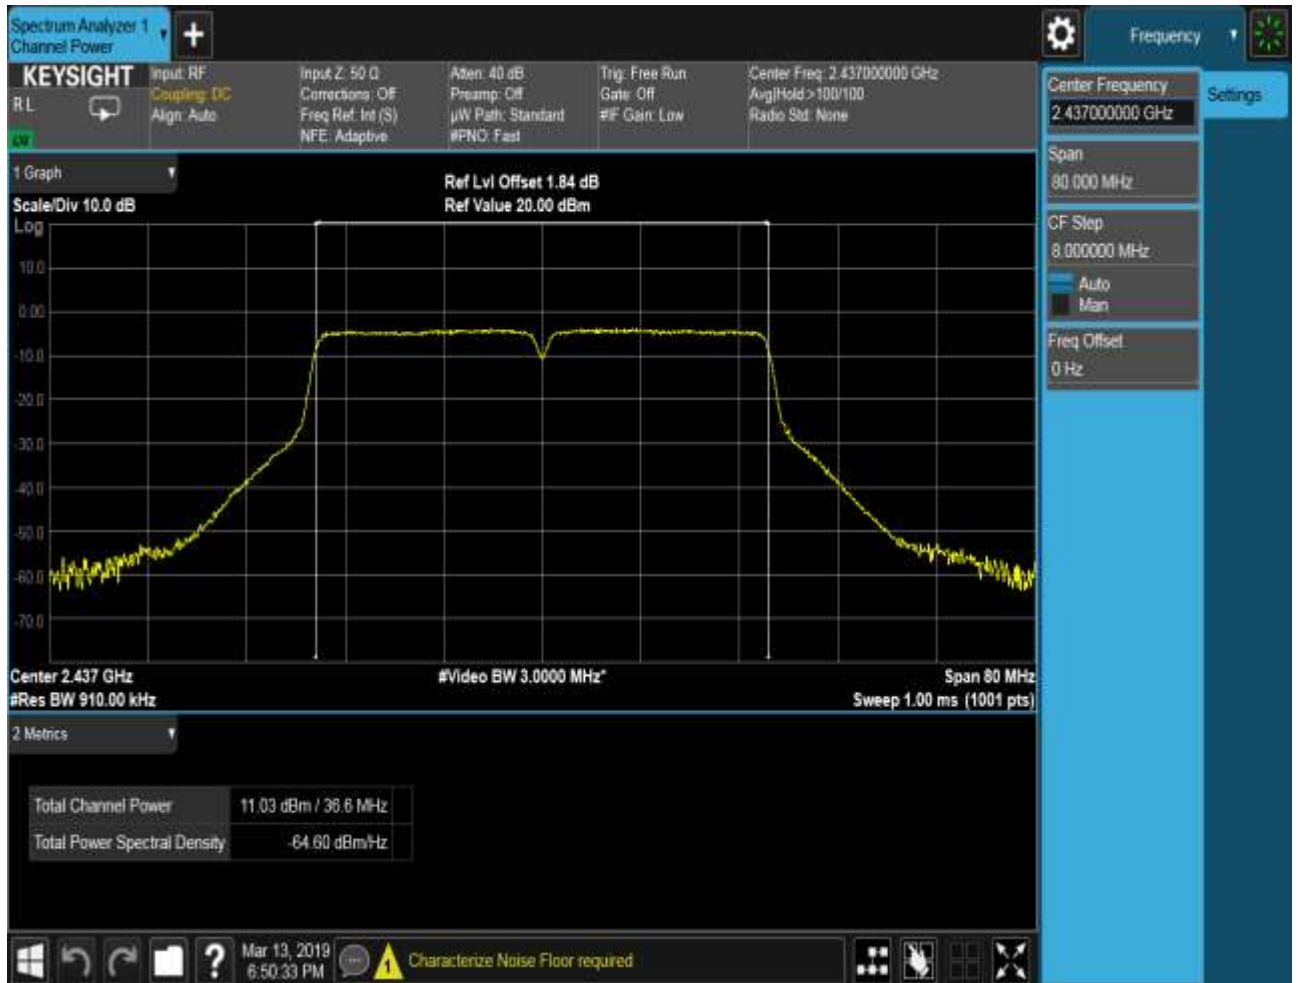 Spectrum Analyzer 1
Channel Power
Frequency
KEYSIGHT
RL
Input: RF
Coupling: DC
Align: Auto
Input Z: 50 Ω
Corrections: Off
Freq Ref: Int (S)
NFE: Adaptive
Atten: 40 dB
Preamp: Off
µW Path: Standard
#PNO: Fast
Trig: Free Run
Gate: Off
#IF Gain: Low
Center Freq: 2.437000000 GHz
Avg|Hold:>100/100
Radio Std: None
Center Frequency
2.437000000 GHz
Settings
Span
80.000 MHz
CF Step
8.000000 MHz
Auto
Man
Freq Offset
0 Hz
1 Graph
Scale/Div 10.0 dB
Ref Lvl Offset 1.84 dB
Ref Value 20.00 dBm
Log
10.0
0.00
-10.0
-20.0
-30.0
-40.0
-50.0
-60.0
-70.0
Center 2.437 GHz
#Video BW 3.0000 MHz*
Span 80 MHz
#Res BW 910.00 kHz
Sweep 1.00 ms (1001 pts)
2 Metrics
Total Channel Power 11.03 dBm / 36.6 MHz
Total Power Spectral Density -64.60 dBm/Hz
?
Mar 13, 2019
6:50:33 PM
1
Characterize Noise Floor required